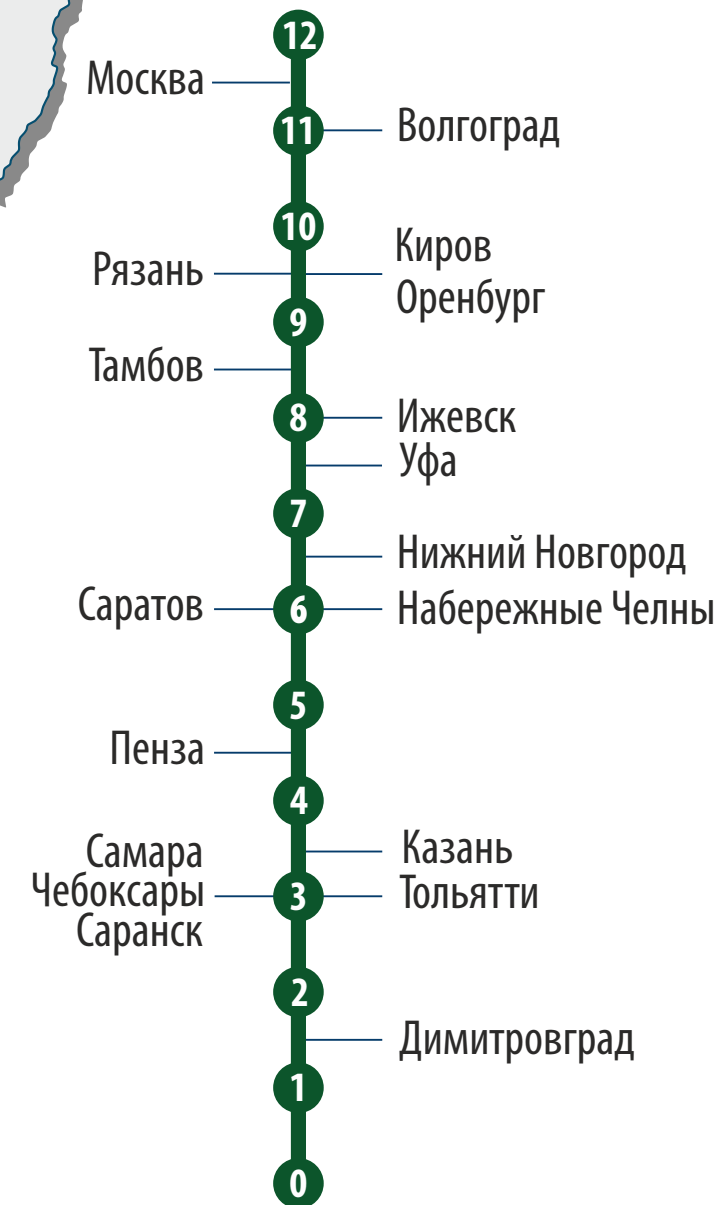 12
Москва
11
Волгоград
10
Киров
Рязань
Оренбург
9
Тамбов
8
Ижевск
Уфа
7
Нижний Новгород
Саратов
6
Набережные Челны
5
Пенза
4
Самара
Казань
Чебоксары
3
Тольятти
Саранск
2
Димитровград
1
0